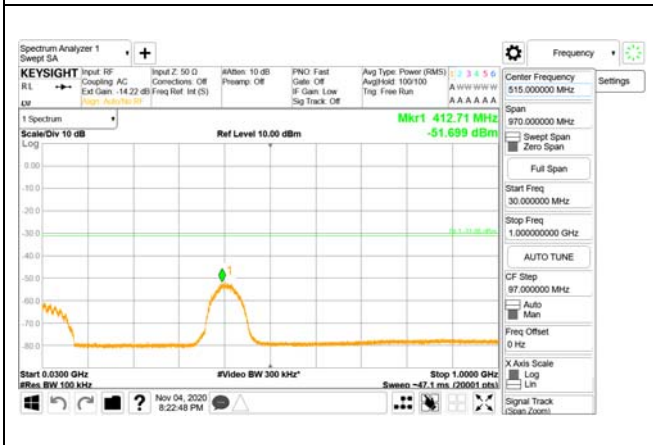 Spectrum Analyzer 1
Swept SA
+
Frequency
KEYSIGHT
Input: RF
Coupling: AC
Ext Gain: -14.22 dB
Align: Auto/No RF
Input Z: 50 Ω
Corrections: Off
Freq Ref: Int (S)
#Atten: 10 dB
Preamp: Off
PNO: Fast
Gate: Off
IF Gain: Low
Sig Track: Off
Avg Type: Power (RMS)
Avg|Hold: 100/100
Trig: Free Run
1 2 3 4 5 6
A W W W W W
A A A A A A
RL
Center Frequency
515.000000 MHz
Settings
1 Spectrum
Scale/Div 10 dB
Log
Ref Level 10.00 dBm
Mkr1 412.71 MHz
-51.699 dBm
Span
970.000000 MHz
Swept Span
Zero Span
Full Span
Start Freq
30.000000 MHz
Stop Freq
1.000000000 GHz
AUTO TUNE
CF Step
97.000000 MHz
Auto
Man
Freq Offset
0 Hz
X Axis Scale
Log
Lin
Signal Track
(Span Zoom)
0.00
-10.0
-20.0
-30.0
-40.0
-50.0
-60.0
-70.0
-80.0
1
Start 0.0300 GHz
#Res BW 100 kHz
#Video BW 300 kHz*
Stop 1.0000 GHz
Sweep ~47.1 ms (20001 pts)
?
Nov 04, 2020
8:22:48 PM